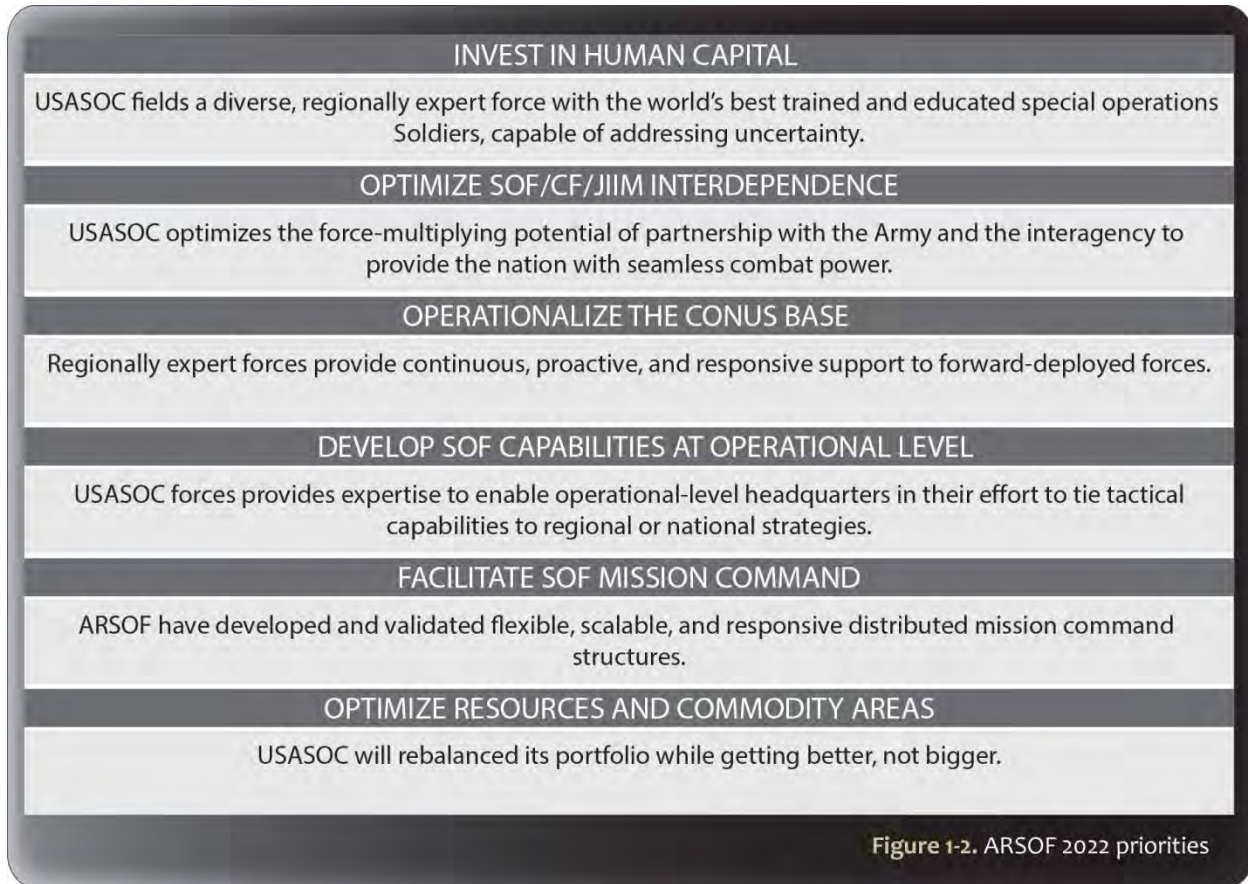 INVEST IN HUMAN CAPITAL
USASOC fields a diverse, regionally expert force with the world's best trained and educated special operations
Soldiers, capable of addressing uncertainty.
OPTIMIZE SOF/CF/JIIM INTERDEPENDENCE
USASOC optimizes the force-multiplying potential of partnership with the Army and the interagency to
provide the nation with seamless combat power.
OPERATIONALIZE THE CONUS BASE
Regionally expert forces provide continuous, proactive, and responsive support to forward-deployed forces.
DEVELOP SOF CAPABILITIES AT OPERATIONAL LEVEL
USASOC forces provides expertise to enable operational-level headquarters in their effort to tie tactical
capabilities to regional or national strategies.
FACILITATE SOF MISSION COMMAND
ARSOF have developed and validated flexible, scalable, and responsive distributed mission command
structures.
OPTIMIZE RESOURCES AND COMMODITY AREAS
USASOC will rebalanced its portfolio while getting better, not bigger.
Figure 1-2. ARSOF 2022 priorities